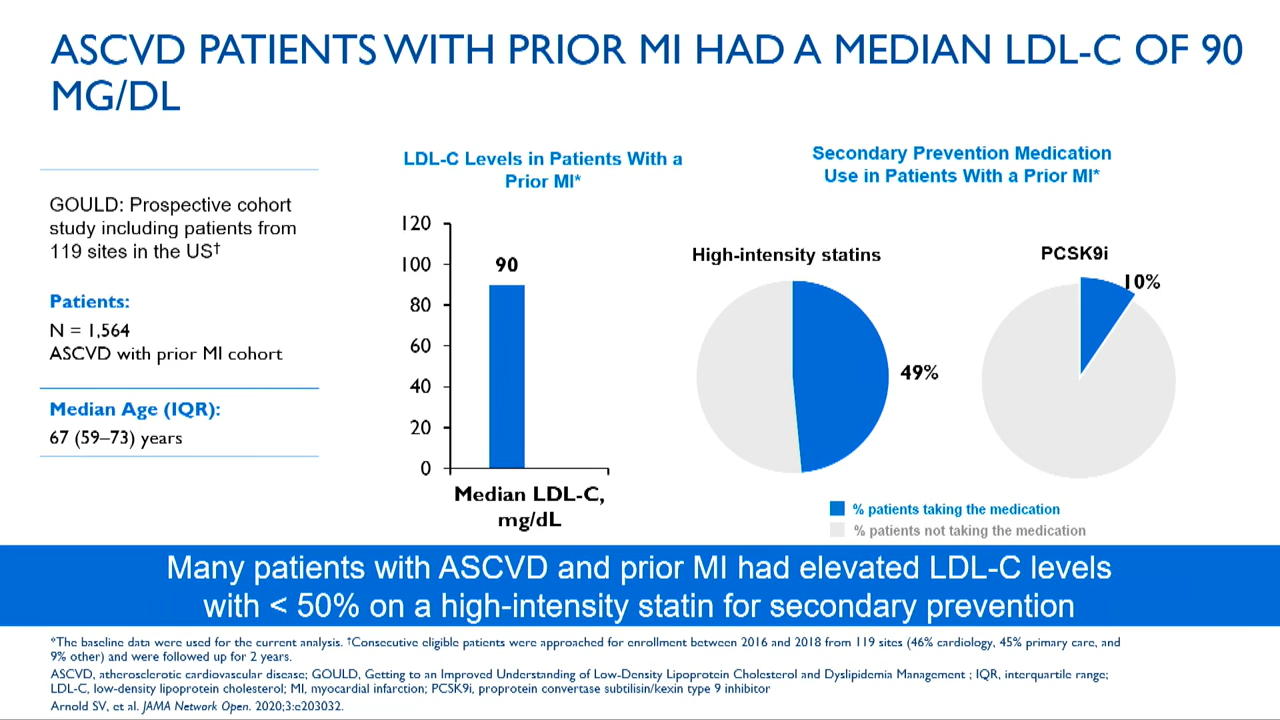 ASCVD PATIENTS WITH PRIOR MI HAD A MEDIAN LDL-C OF 90
MG/DL
GOULD: Prospective cohort
study including patients from
119 sites in the US†
Patients:
N = 1,564
ASCVD with prior MI cohort
Median Age (IQR):
67 (59–73) years
LDL-C Levels in Patients With a
Prior MI*
120
100
80
60
40
20
0
90
Median LDL-C,
mg/dL
Secondary Prevention Medication
Use in Patients With a Prior MI*
High-intensity statins
49%
PCSK9i
10%
% patients taking the medication
% patients not taking the medication
Many patients with ASCVD and prior MI had elevated LDL-C levels
with < 50% on a high-intensity statin for secondary prevention
*The baseline data were used for the current analysis. †Consecutive eligible patients were approached for enrollment between 2016 and 2018 from 119 sites (46% cardiology, 45% primary care, and
9% other) and were followed up for 2 years.
ASCVD, atherosclerotic cardiovascular disease; GOULD, Getting to an Improved Understanding of Low-Density Lipoprotein Cholesterol and Dyslipidemia Management ; IQR, interquartile range;
LDL-C, low-density lipoprotein cholesterol; MI, myocardial infarction; PCSK9i, proprotein convertase subtilisin/kexin type 9 inhibitor
Arnold SV, et al. JAMA Network Open. 2020;3:e203032.